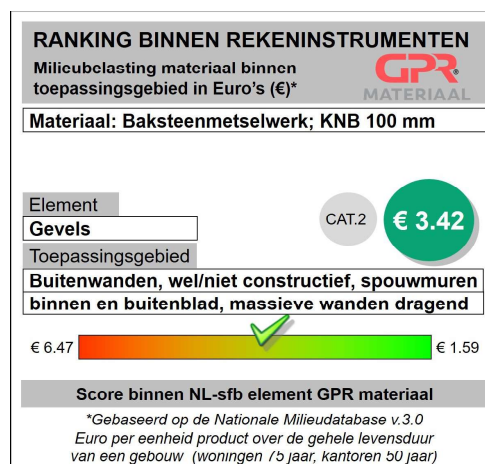 RANKING BINNEN REKENINSTRUMENTEN
Milieubelasting materiaal binnen
toepassingsgebied in Euro's (€)*
GPR®
MATERIAAL
Materiaal: Baksteenmetselwerk; KNB 100 mm
Element
Gevels
CAT.2
€ 3.42
Toepassingsgebied
Buitenwanden, wel/niet constructief, spouwmuren
binnen en buitenblad, massieve wanden dragend
€ 6.47
€ 1.59
Score binnen NL-sfb element GPR materiaal
*Gebaseerd op de Nationale Milieudatabase v.3.0
Euro per eenheid product over de gehele levensduur
van een gebouw (woningen 75 jaar, kantoren 50 jaar)